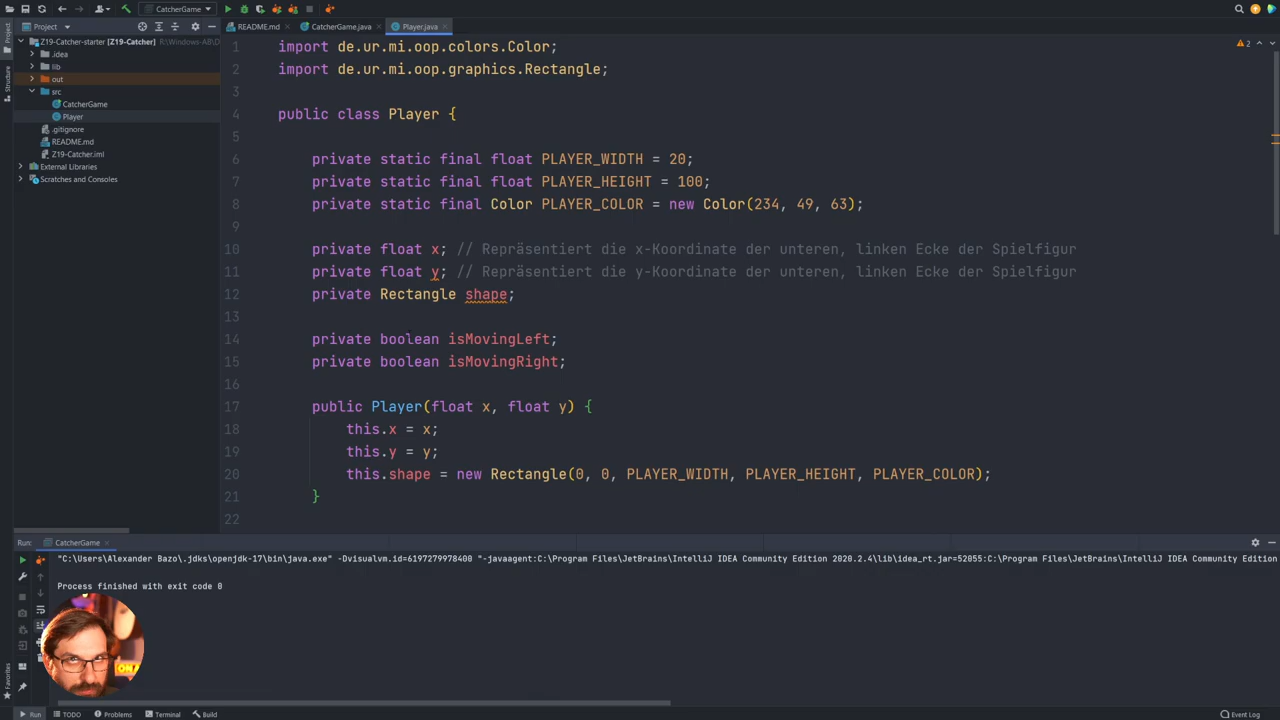 CatcherGame
Project
README.md
CatcherGame.java
Player.java
Z19-Catcher-starter [Z19-Catcher] R:\Windows-AB\D
.idea
lib
out
src
CatcherGame
Player
.gitignore
README.md
Z19-Catcher.iml
External Libraries
Scratches and Consoles
Project
Structure
Favorites
2
1 import de.ur.mi.oop.colors.Color;
2 import de.ur.mi.oop.graphics.Rectangle;
3
4 public class Player {
5
6 private static final float PLAYER_WIDTH = 20;
7 private static final float PLAYER_HEIGHT = 100;
8 private static final Color PLAYER_COLOR = new Color(234, 49, 63);
9
10 private float x; // Repräsentiert die x-Koordinate der unteren, linken Ecke der Spielfigur
11 private float y; // Repräsentiert die y-Koordinate der unteren, linken Ecke der Spielfigur
12 private Rectangle shape;
13
14 private boolean isMovingLeft;
15 private boolean isMovingRight;
16
17 public Player(float x, float y) {
18 this.x = x;
19 this.y = y;
20 this.shape = new Rectangle(0, 0, PLAYER_WIDTH, PLAYER_HEIGHT, PLAYER_COLOR);
21 }
22
Run: CatcherGame
"C:\Users\Alexander Bazo\.jdks\openjdk-17\bin\java.exe" -Dvisualvm.id=6197279978400 "-javaagent:C:\Program Files\JetBrains\IntelliJ IDEA Community Edition 2020.2.4\lib\idea_rt.jar=52055:C:\Program Files\JetBrains\IntelliJ IDEA Community Edition
Process finished with exit code 0
Run TODO Problems Terminal Build Event Log